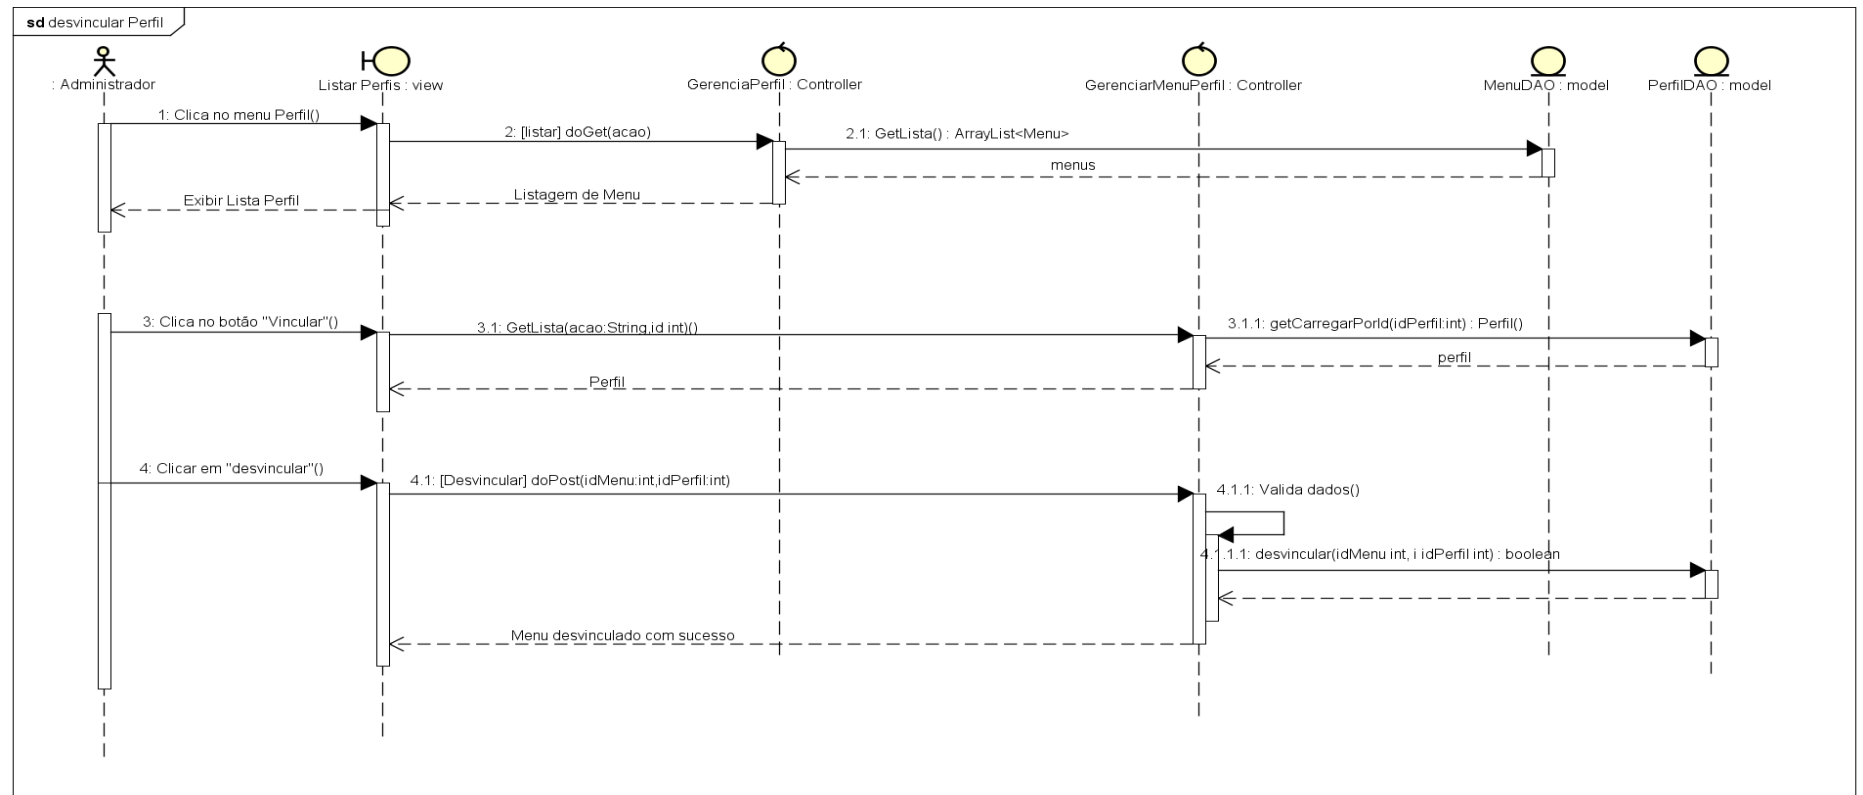 sd desvincular Perfil
: Administrador
Listar Perfis : view
GerenciaPerfil : Controller
GerenciarMenuPerfil : Controller
MenuDAO : model
PerfilDAO : model
1: Clica no menu Perfil()
2: [listar] doGet(acao)
2.1: GetLista() : ArrayList<Menu>
menus
Listagem de Menu
Exibir Lista Perfil
3: Clica no botão "Vincular"()
3.1: GetLista(acao:String,id int)()
3.1.1: getCarregarPorId(idPerfil:int) : Perfil()
perfil
Perfil
4: Clicar em "desvincular"()
4.1: [Desvincular] doPost(idMenu:int,idPerfil:int)
4.1.1: Valida dados()
4.1.1.1: desvincular(idMenu int, i idPerfil int) : boolean
Menu desvinculado com sucesso